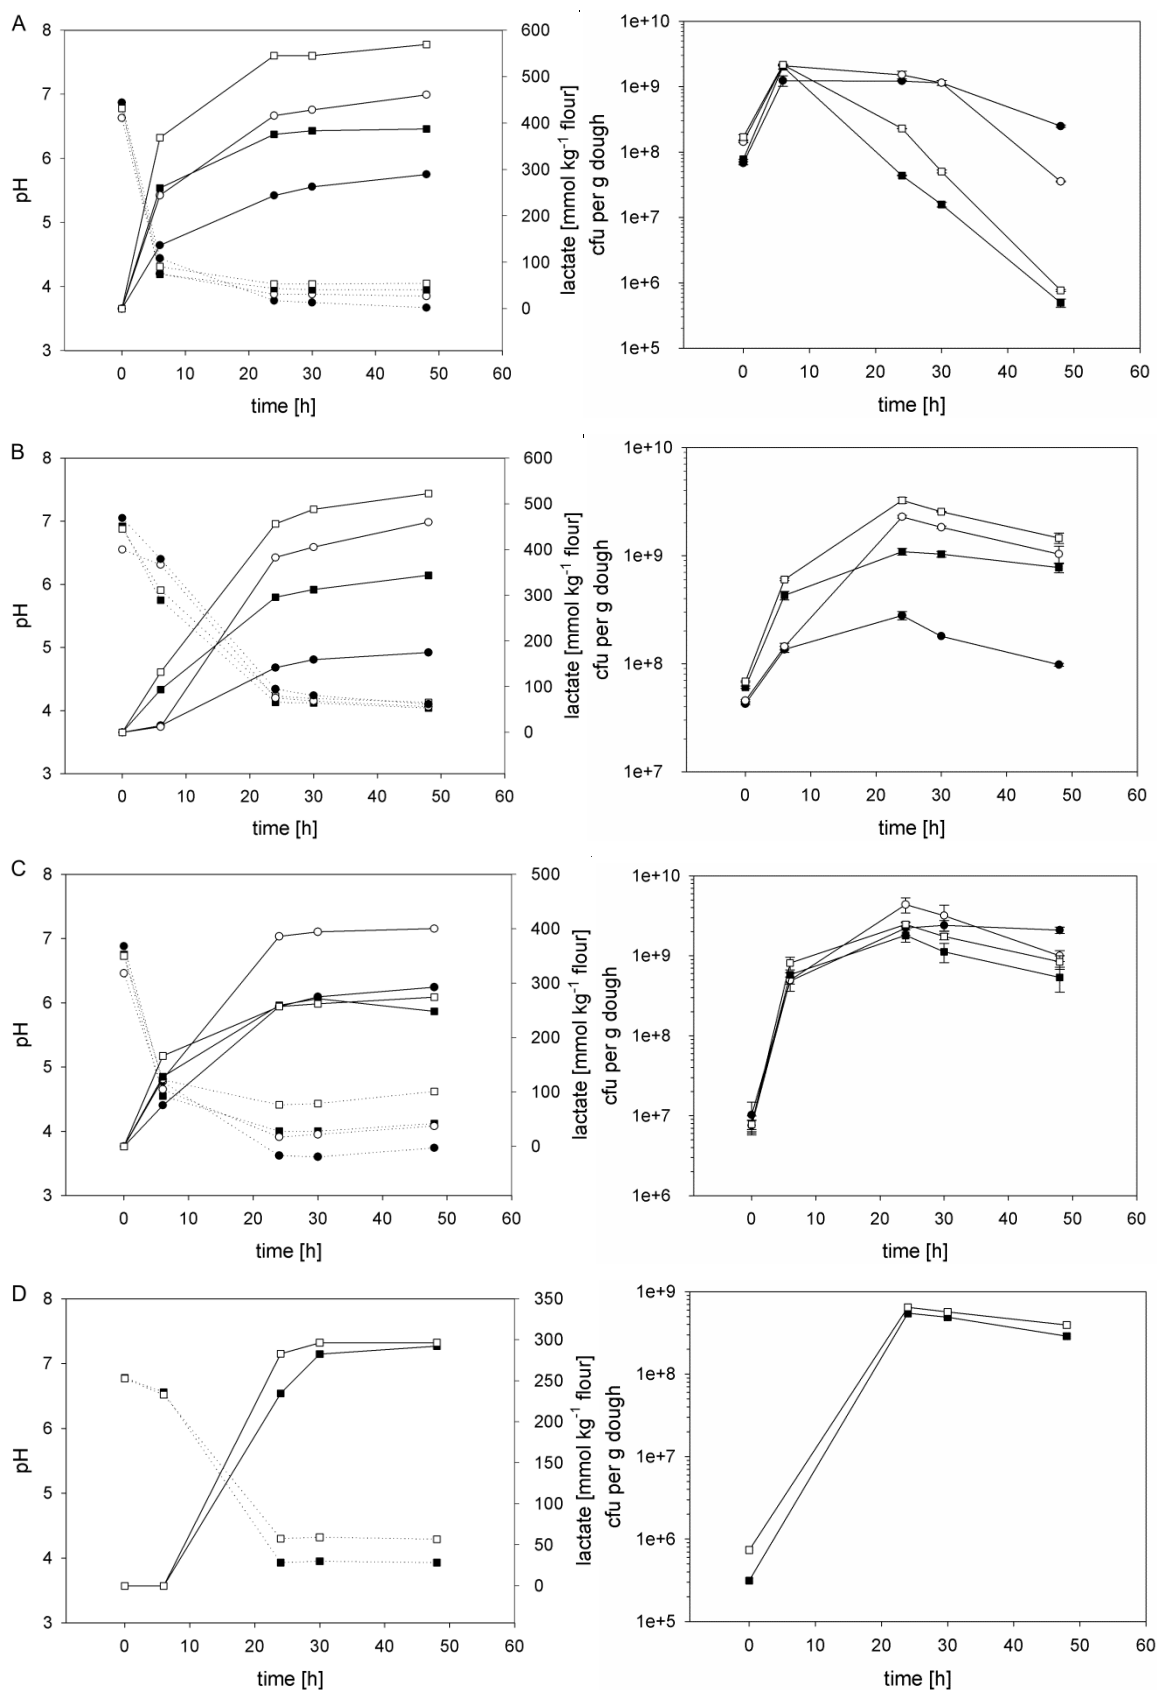 A
8
7
6
5
4
3
pH
600
500
400
300
200
100
0
lactate [mmol kg⁻¹ flour]
0 10 20 30 40 50 60
time [h]
1e+10
1e+9
1e+8
1e+7
1e+6
1e+5
cfu per g dough
0 10 20 30 40 50 60
time [h]
B
8
7
6
5
4
3
pH
600
500
400
300
200
100
0
lactate [mmol kg⁻¹ flour]
0 10 20 30 40 50 60
time [h]
1e+10
1e+9
1e+8
1e+7
cfu per g dough
0 10 20 30 40 50 60
time [h]
C
8
7
6
5
4
3
pH
500
400
300
200
100
0
lactate [mmol kg⁻¹ flour]
0 10 20 30 40 50 60
time [h]
1e+10
1e+9
1e+8
1e+7
1e+6
cfu per g dough
0 10 20 30 40 50 60
time [h]
D
8
7
6
5
4
3
pH
350
300
250
200
150
100
50
0
lactate [mmol kg⁻¹ flour]
0 10 20 30 40 50 60
time [h]
1e+9
1e+8
1e+7
1e+6
1e+5
cfu per g dough
0 10 20 30 40 50 60
time [h]